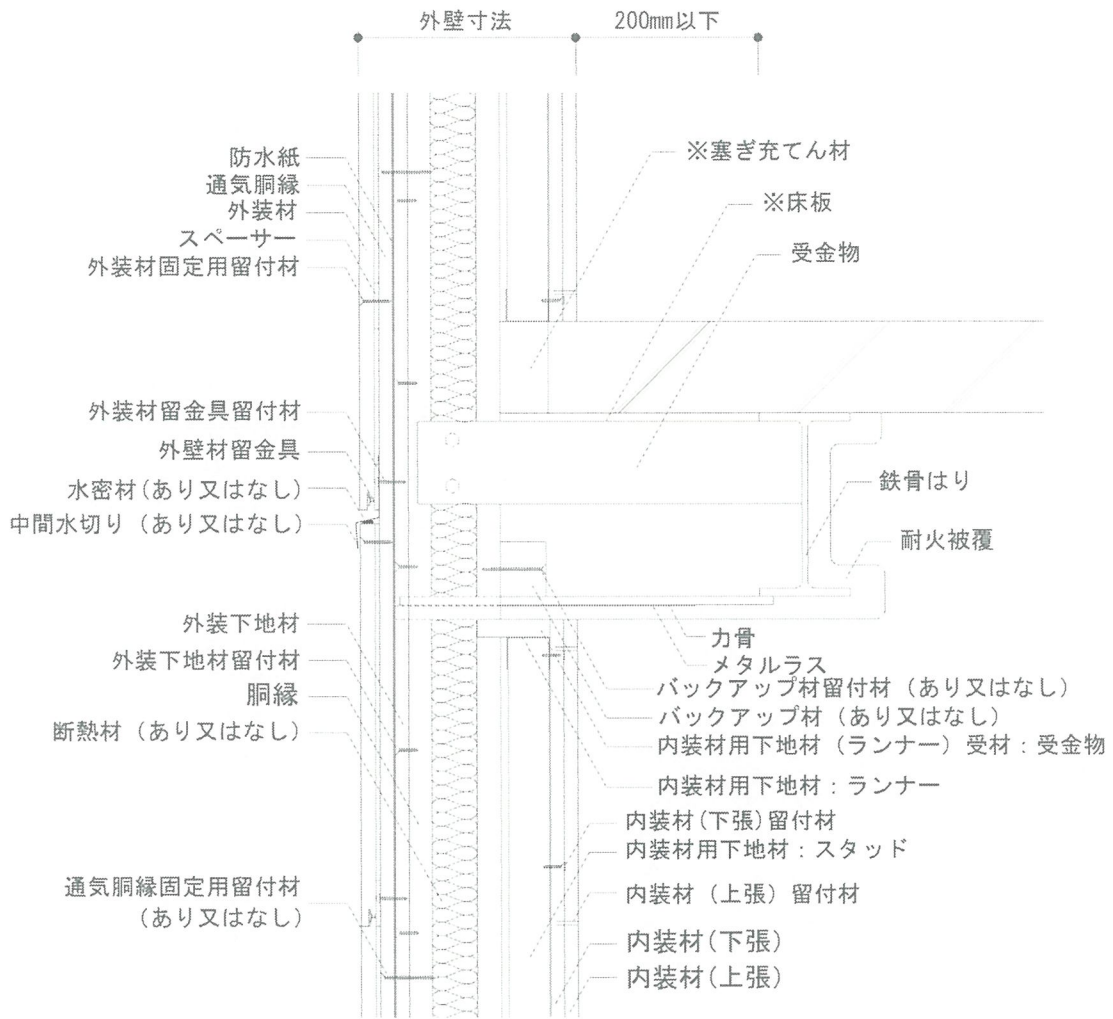 外壁寸法
200mm以下
防水紙
通気胴縁
外装材
スペーサー
外装材固定用留付材
外装材留金具留付材
外壁材留金具
水密材(あり又はなし)
中間水切り（あり又はなし）
外装下地材
外装下地材留付材
胴縁
断熱材（あり又はなし）
通気胴縁固定用留付材
（あり又はなし）
※塞ぎ充てん材
※床板
受金物
鉄骨はり
耐火被覆
力骨
メタルラス
バックアップ材留付材（あり又はなし）
バックアップ材（あり又はなし）
内装材用下地材（ランナー）受材：受金物
内装材用下地材：ランナー
内装材(下張)留付材
内装材用下地材：スタッド
内装材（上張）留付材
内装材(下張)
内装材(上張)